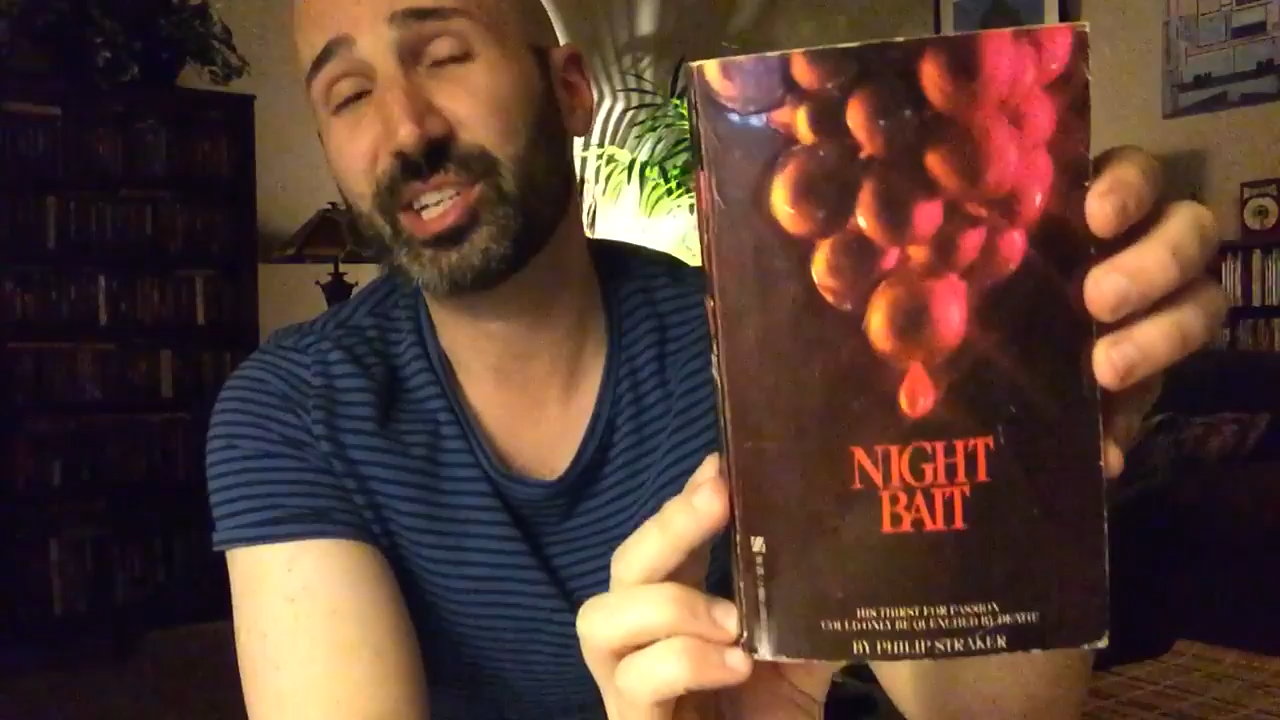 NIGHT
BAIT
HIS THIRST FOR PASSION
COULD ONLY BE QUENCHED BY DEATH!
BY PHILIP STRAKER